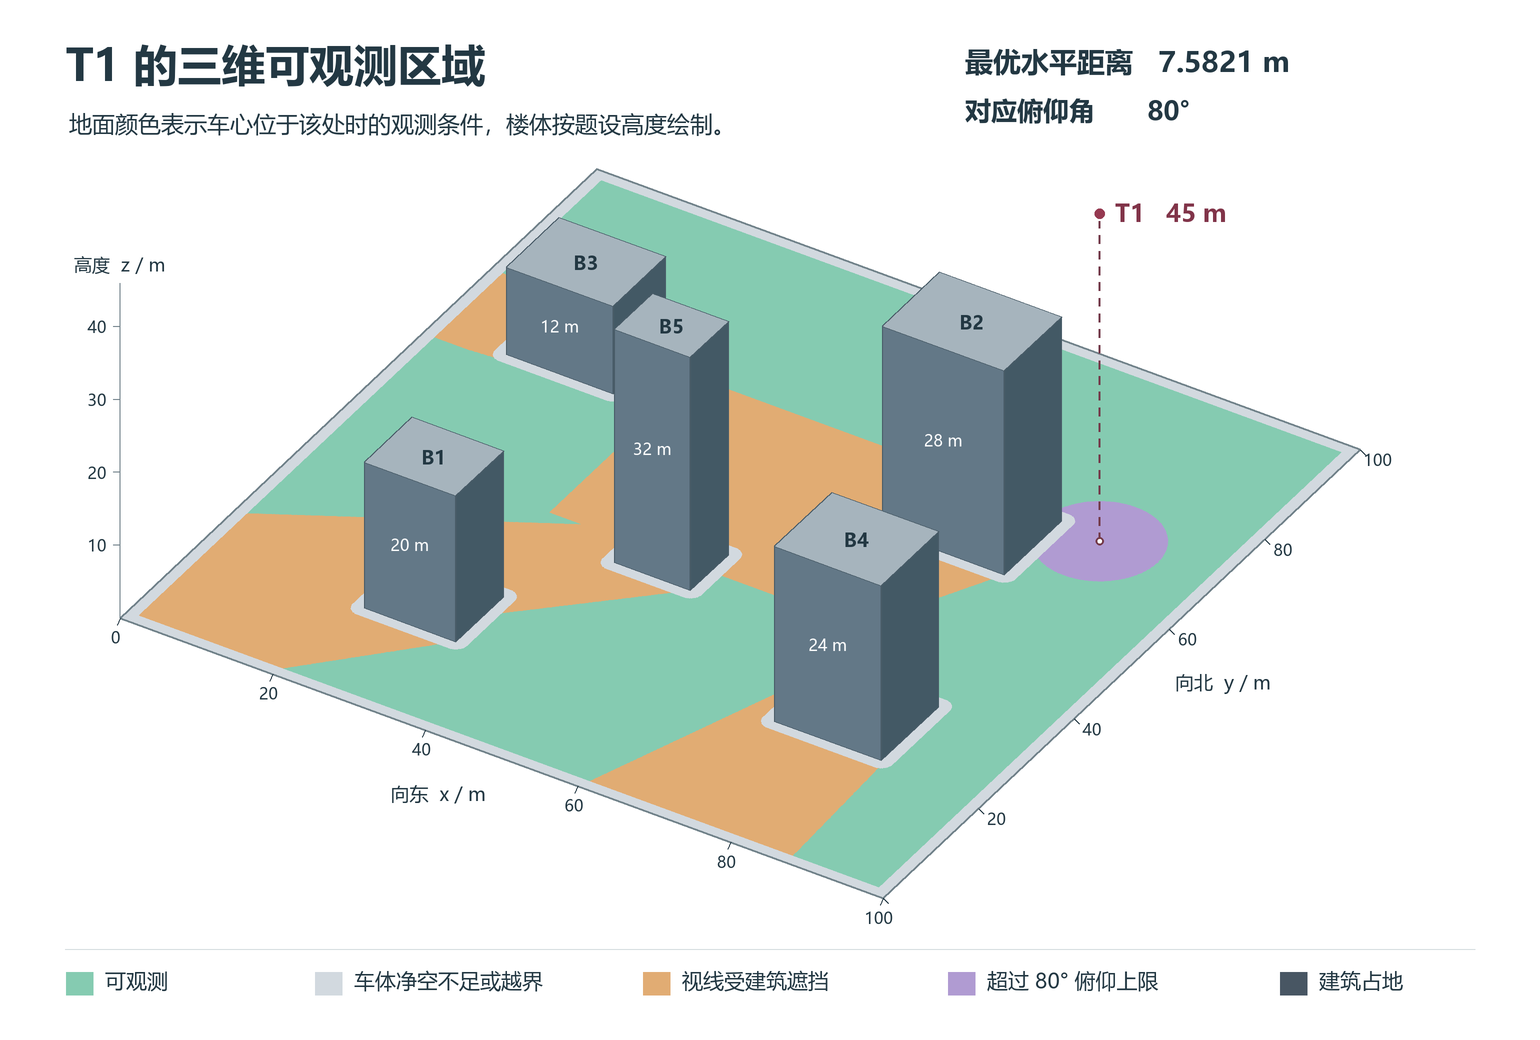 T1 的三维可观测区域
地面颜色表示车心位于该处时的观测条件，楼体按题设高度绘制。
最优水平距离 7.5821 m
对应俯仰角 80°
T1 45 m
高度 z / m
40
30
20
10
0
B3
12 m
B5
32 m
B2
28 m
B1
20 m
B4
24 m
20
40
60
80
100
向东 x / m
20
40
60
80
100
向北 y / m
可观测
车体净空不足或越界
视线受建筑遮挡
超过 80° 俯仰上限
建筑占地